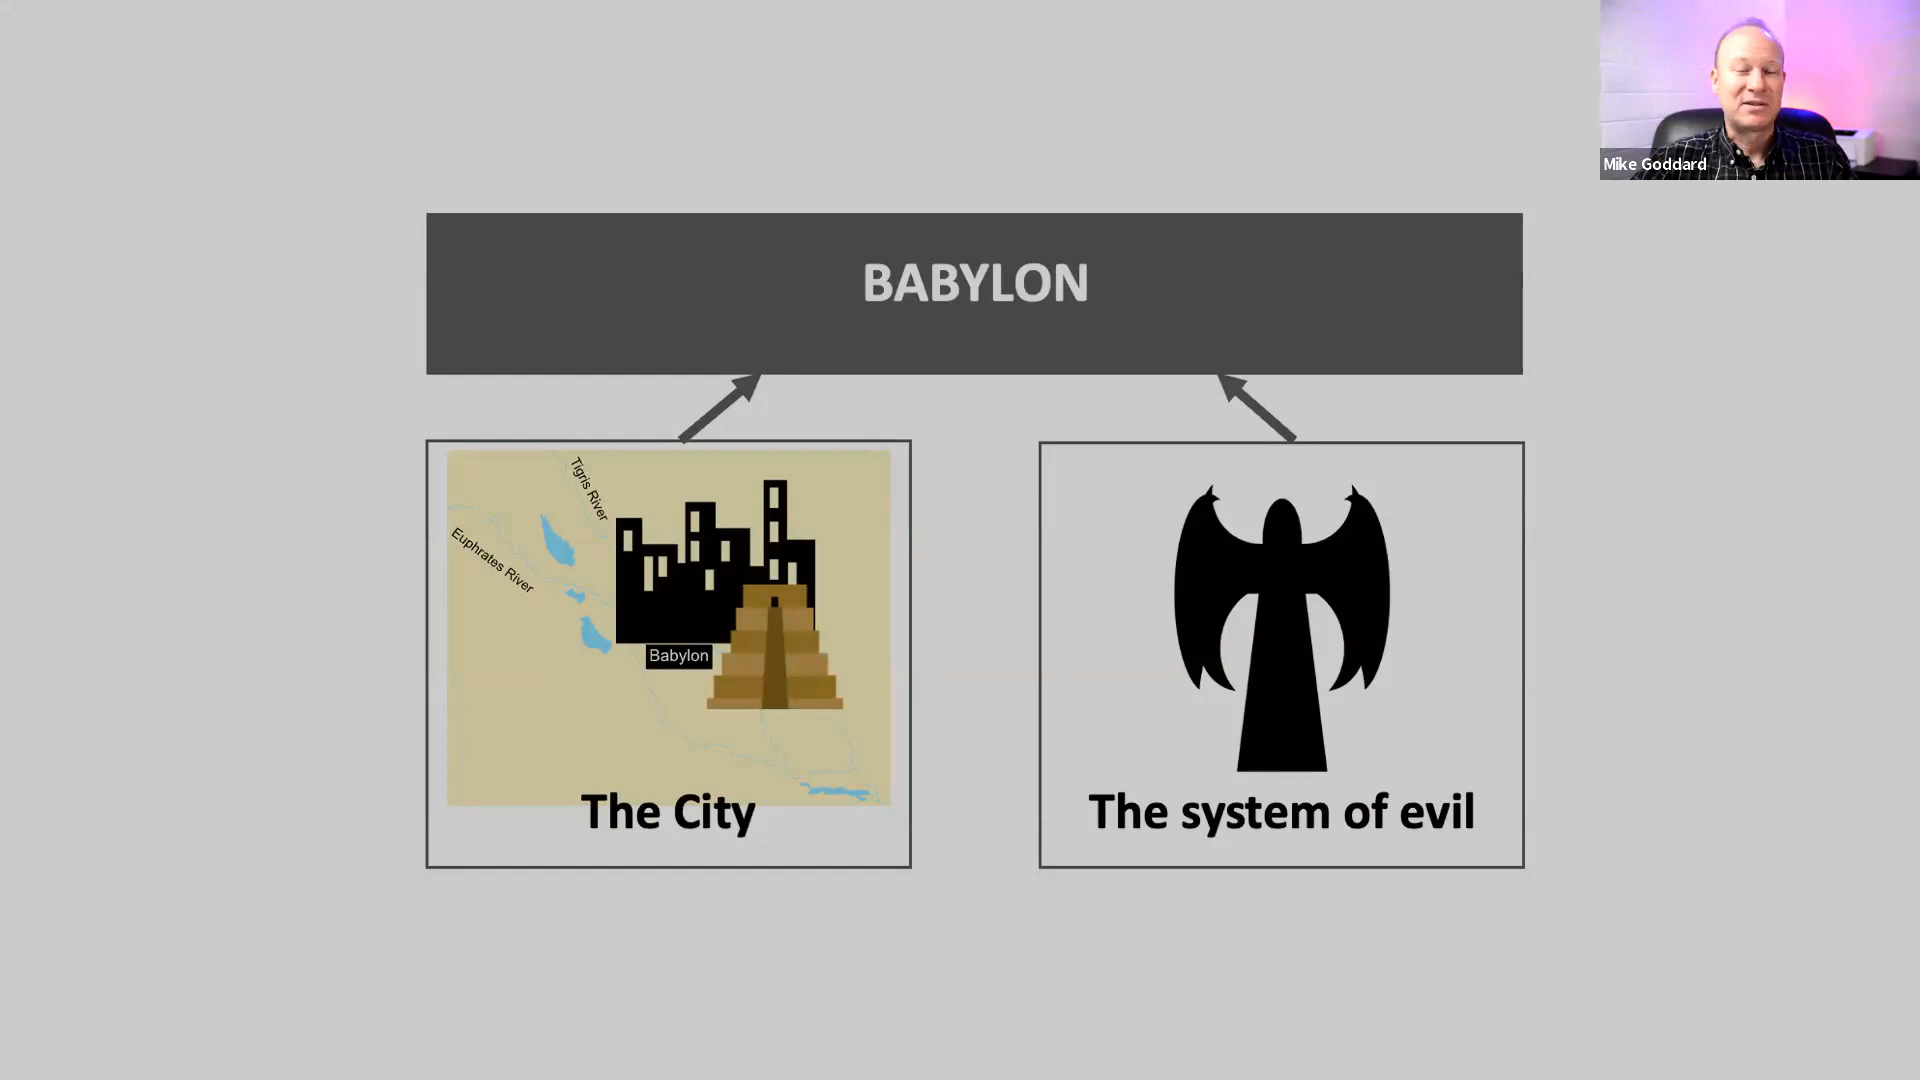 Mike Goddard
BABYLON
Tigris River
Euphrates River
Babylon
The City
The system of evil